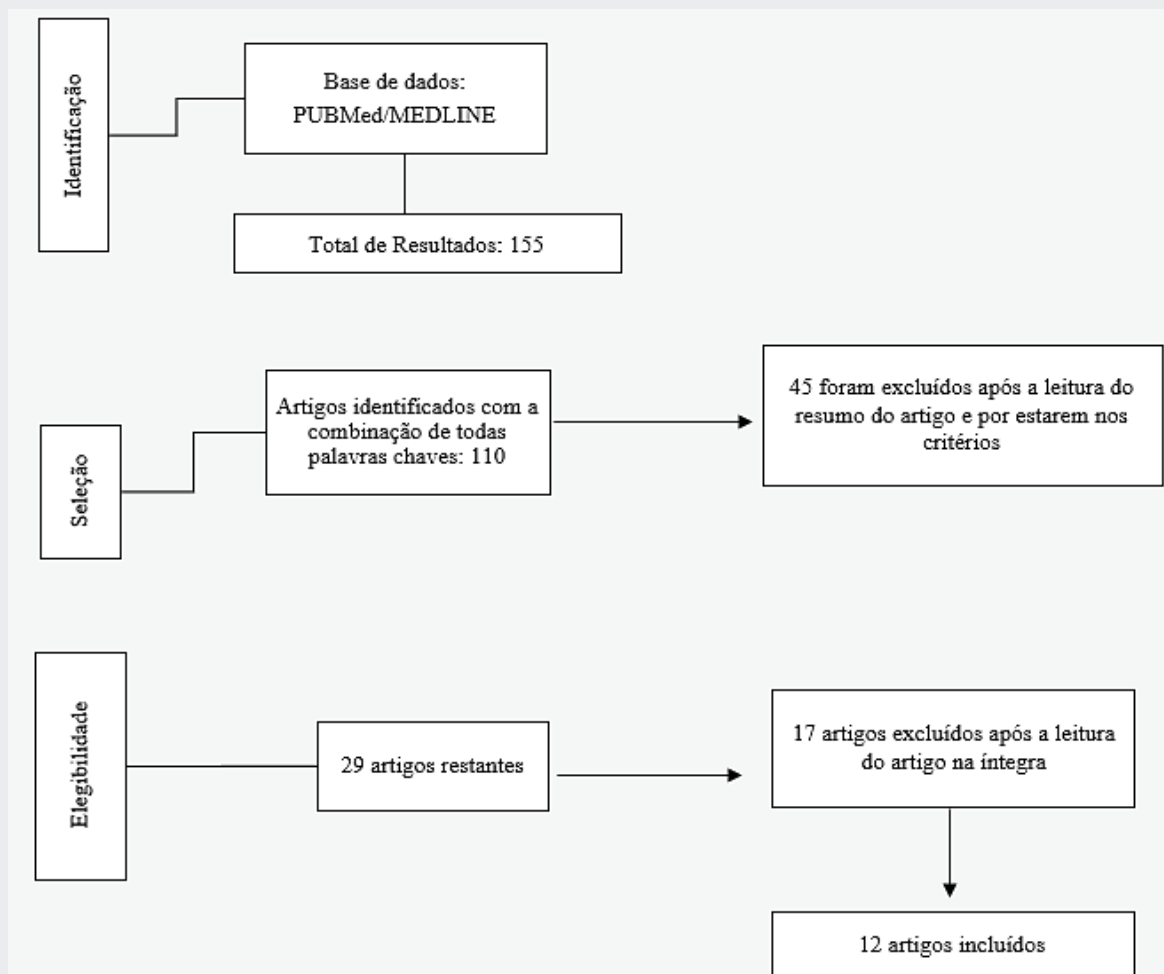 Identificação
Base de dados:
PUBMed/MEDLINE
Total de Resultados: 155
Seleção
Artigos identificados com a
combinação de todas
palavras chaves: 110
45 foram excluídos após a leitura do
resumo do artigo e por estarem nos
critérios
Elegibilidade
29 artigos restantes
17 artigos excluídos após a leitura
do artigo na íntegra
12 artigos incluídos